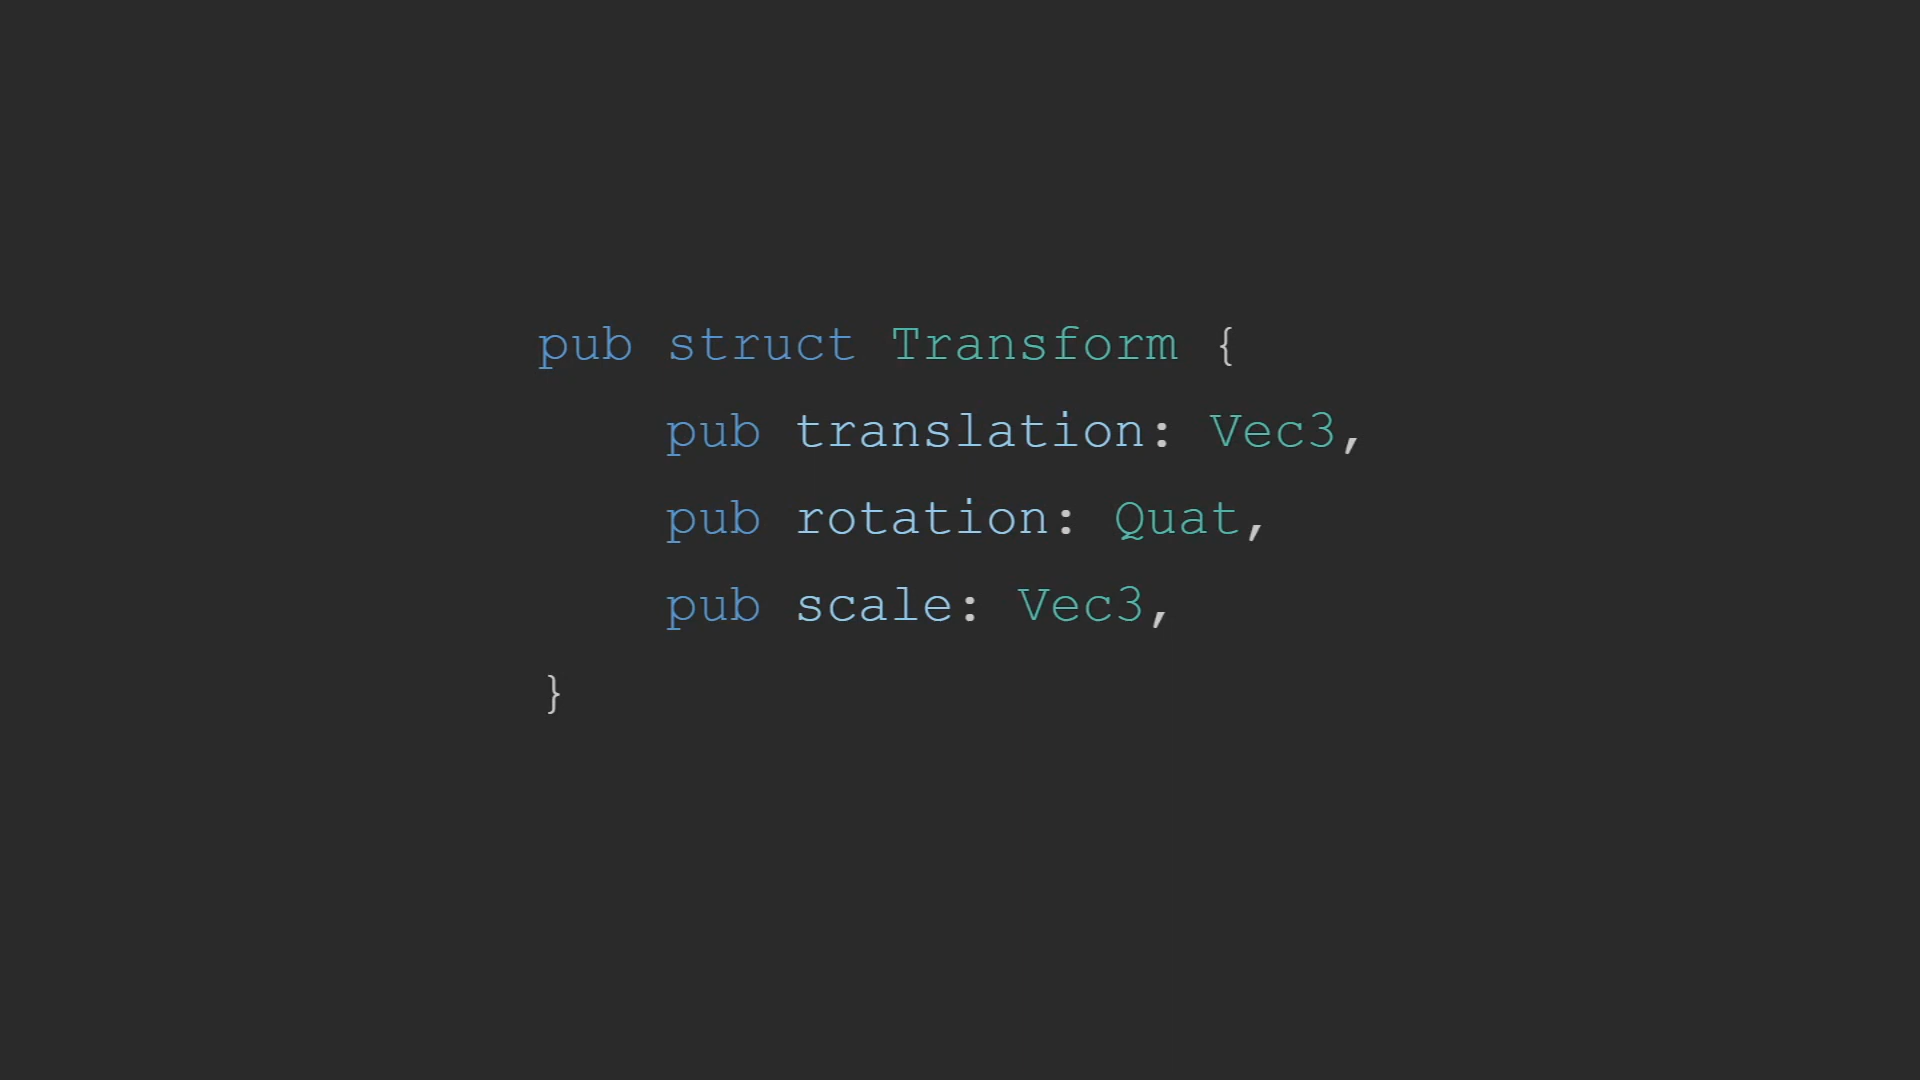 pub struct Transform {
    pub translation: Vec3,
    pub rotation: Quat,
    pub scale: Vec3,
}